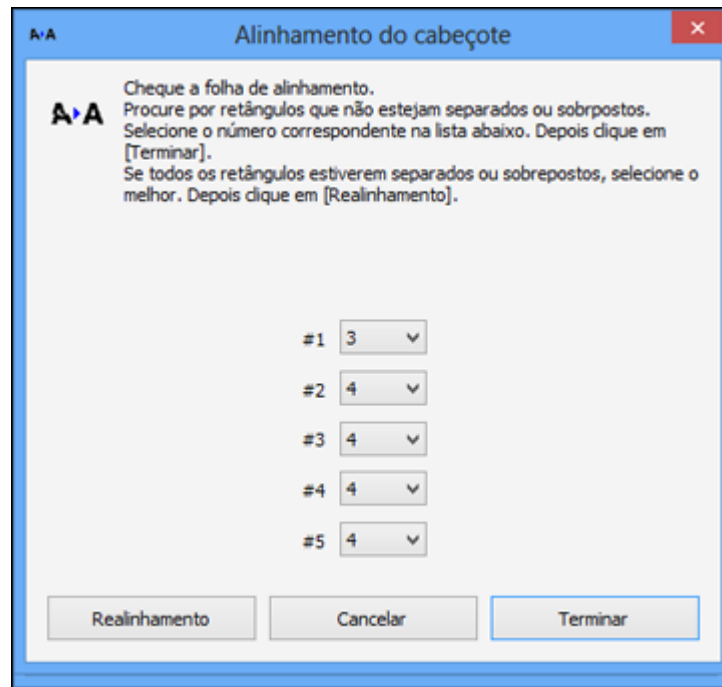 A▸A
Alinhamento do cabeçote
A▸A
Cheque a folha de alinhamento.
Procure por retângulos que não estejam separados ou sobrpostos.
Selecione o número correspondente na lista abaixo. Depois clique em
[Terminar].
Se todos os retângulos estiverem separados ou sobrepostos, selecione o
melhor. Depois clique em [Realinhamento].
#1 3
#2 4
#3 4
#4 4
#5 4
Realinhamento Cancelar Terminar